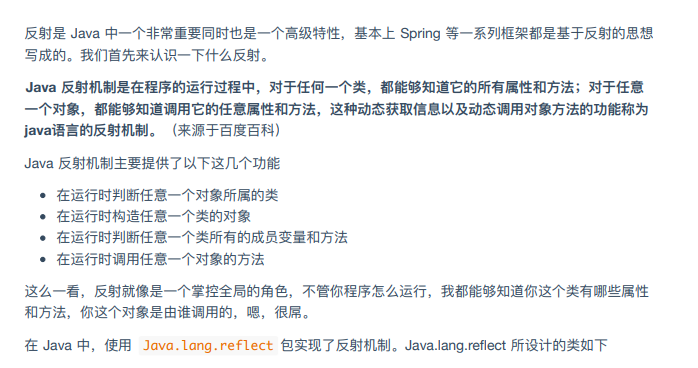 反射是 Java 中一个非常重要同时也是一个高级特性，基本上 Spring 等一系列框架都是基于反射的思想
写成的。我们首先来认识一下什么反射。
Java 反射机制是在程序的运行过程中，对于任何一个类，都能够知道它的所有属性和方法；对于任意
一个对象，都能够知道调用它的任意属性和方法，这种动态获取信息以及动态调用对象方法的功能称为
java语言的反射机制。（来源于百度百科）
Java 反射机制主要提供了以下这几个功能
• 在运行时判断任意一个对象所属的类
• 在运行时构造任意一个类的对象
• 在运行时判断任意一个类所有的成员变量和方法
• 在运行时调用任意一个对象的方法
这么一看，反射就像是一个掌控全局的角色，不管你程序怎么运行，我都能够知道你这个类有哪些属性
和方法，你这个对象是由谁调用的，嗯，很屌。
在 Java 中，使用 Java.lang.reflect 包实现了反射机制。Java.lang.reflect 所设计的类如下